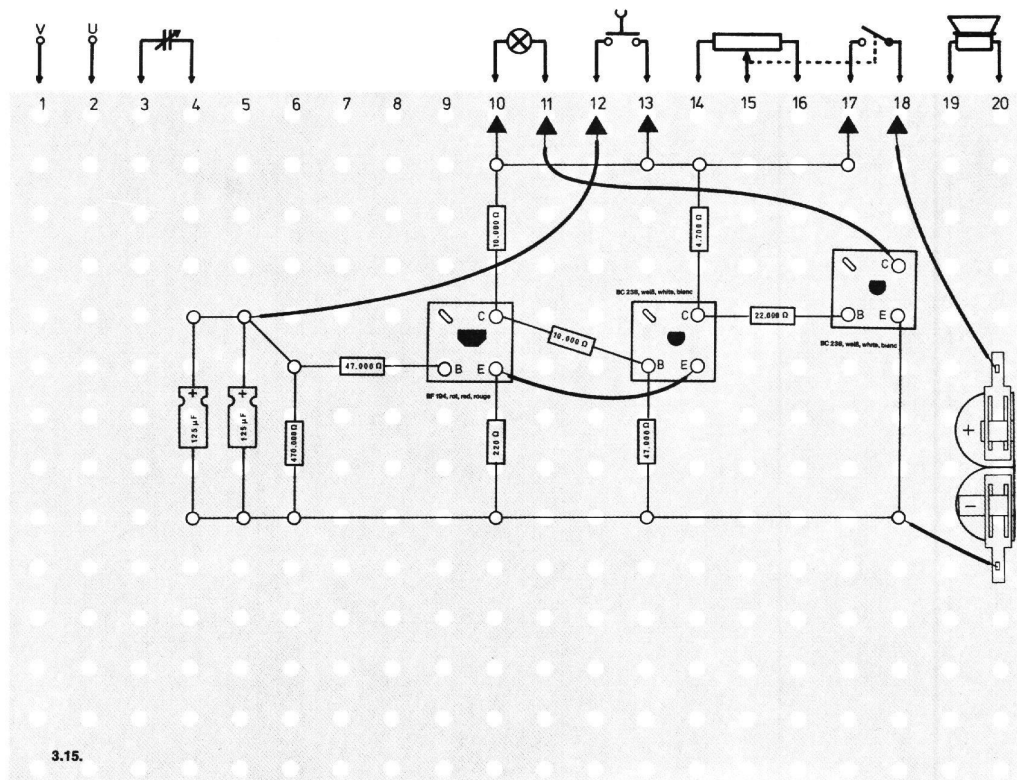 V U
1 2 3 4 5 6 7 8 9 10 11 12 13 14 15 16 17 18 19 20
10.000 Ω
4.700 Ω
C
BC 238, weiß, white, blanc
C
C
22.000 Ω
B E
10.000 Ω
BC 238, weiß, white, blanc
47.000 Ω
B E
B E
BF 194, rot, red, rouge
+
+
125 µF
125 µF
470.000 Ω
220 Ω
47.000 Ω
+
−
3.15.